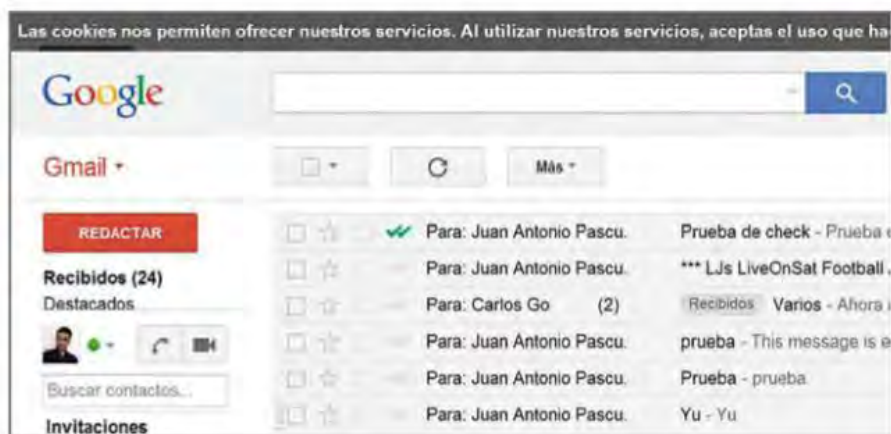 Las cookies nos permiten ofrecer nuestros servicios. Al utilizar nuestros servicios, aceptas el uso que ha
Google
Gmail
Más
REDACTAR
Recibidos (24)
Destacados
Buscar contactos...
Invitaciones
Para: Juan Antonio Pascu. Prueba de check - Prueba
Para: Juan Antonio Pascu. *** LJs LiveOnSat Football
Para: Carlos Go (2) Recibidos Varios - Ahora
Para: Juan Antonio Pascu. prueba - This message is e
Para: Juan Antonio Pascu. Prueba - prueba
Para: Juan Antonio Pascu. Yu - Yu